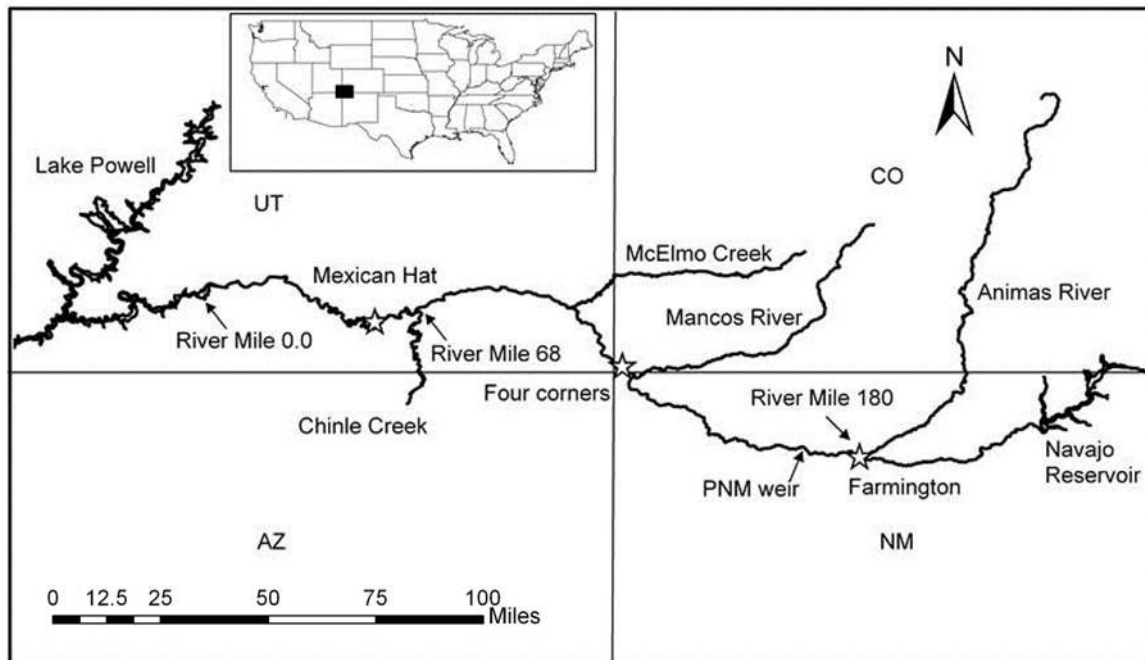 N
Lake Powell
CO
UT
McElmo Creek
Mexican Hat
Animas River
Mancos River
River Mile 0.0
River Mile 68
Four corners
River Mile 180
Chinle Creek
Navajo
Reservoir
PNM weir
Farmington
AZ
NM
0 12.5 25 50 75 100
Miles